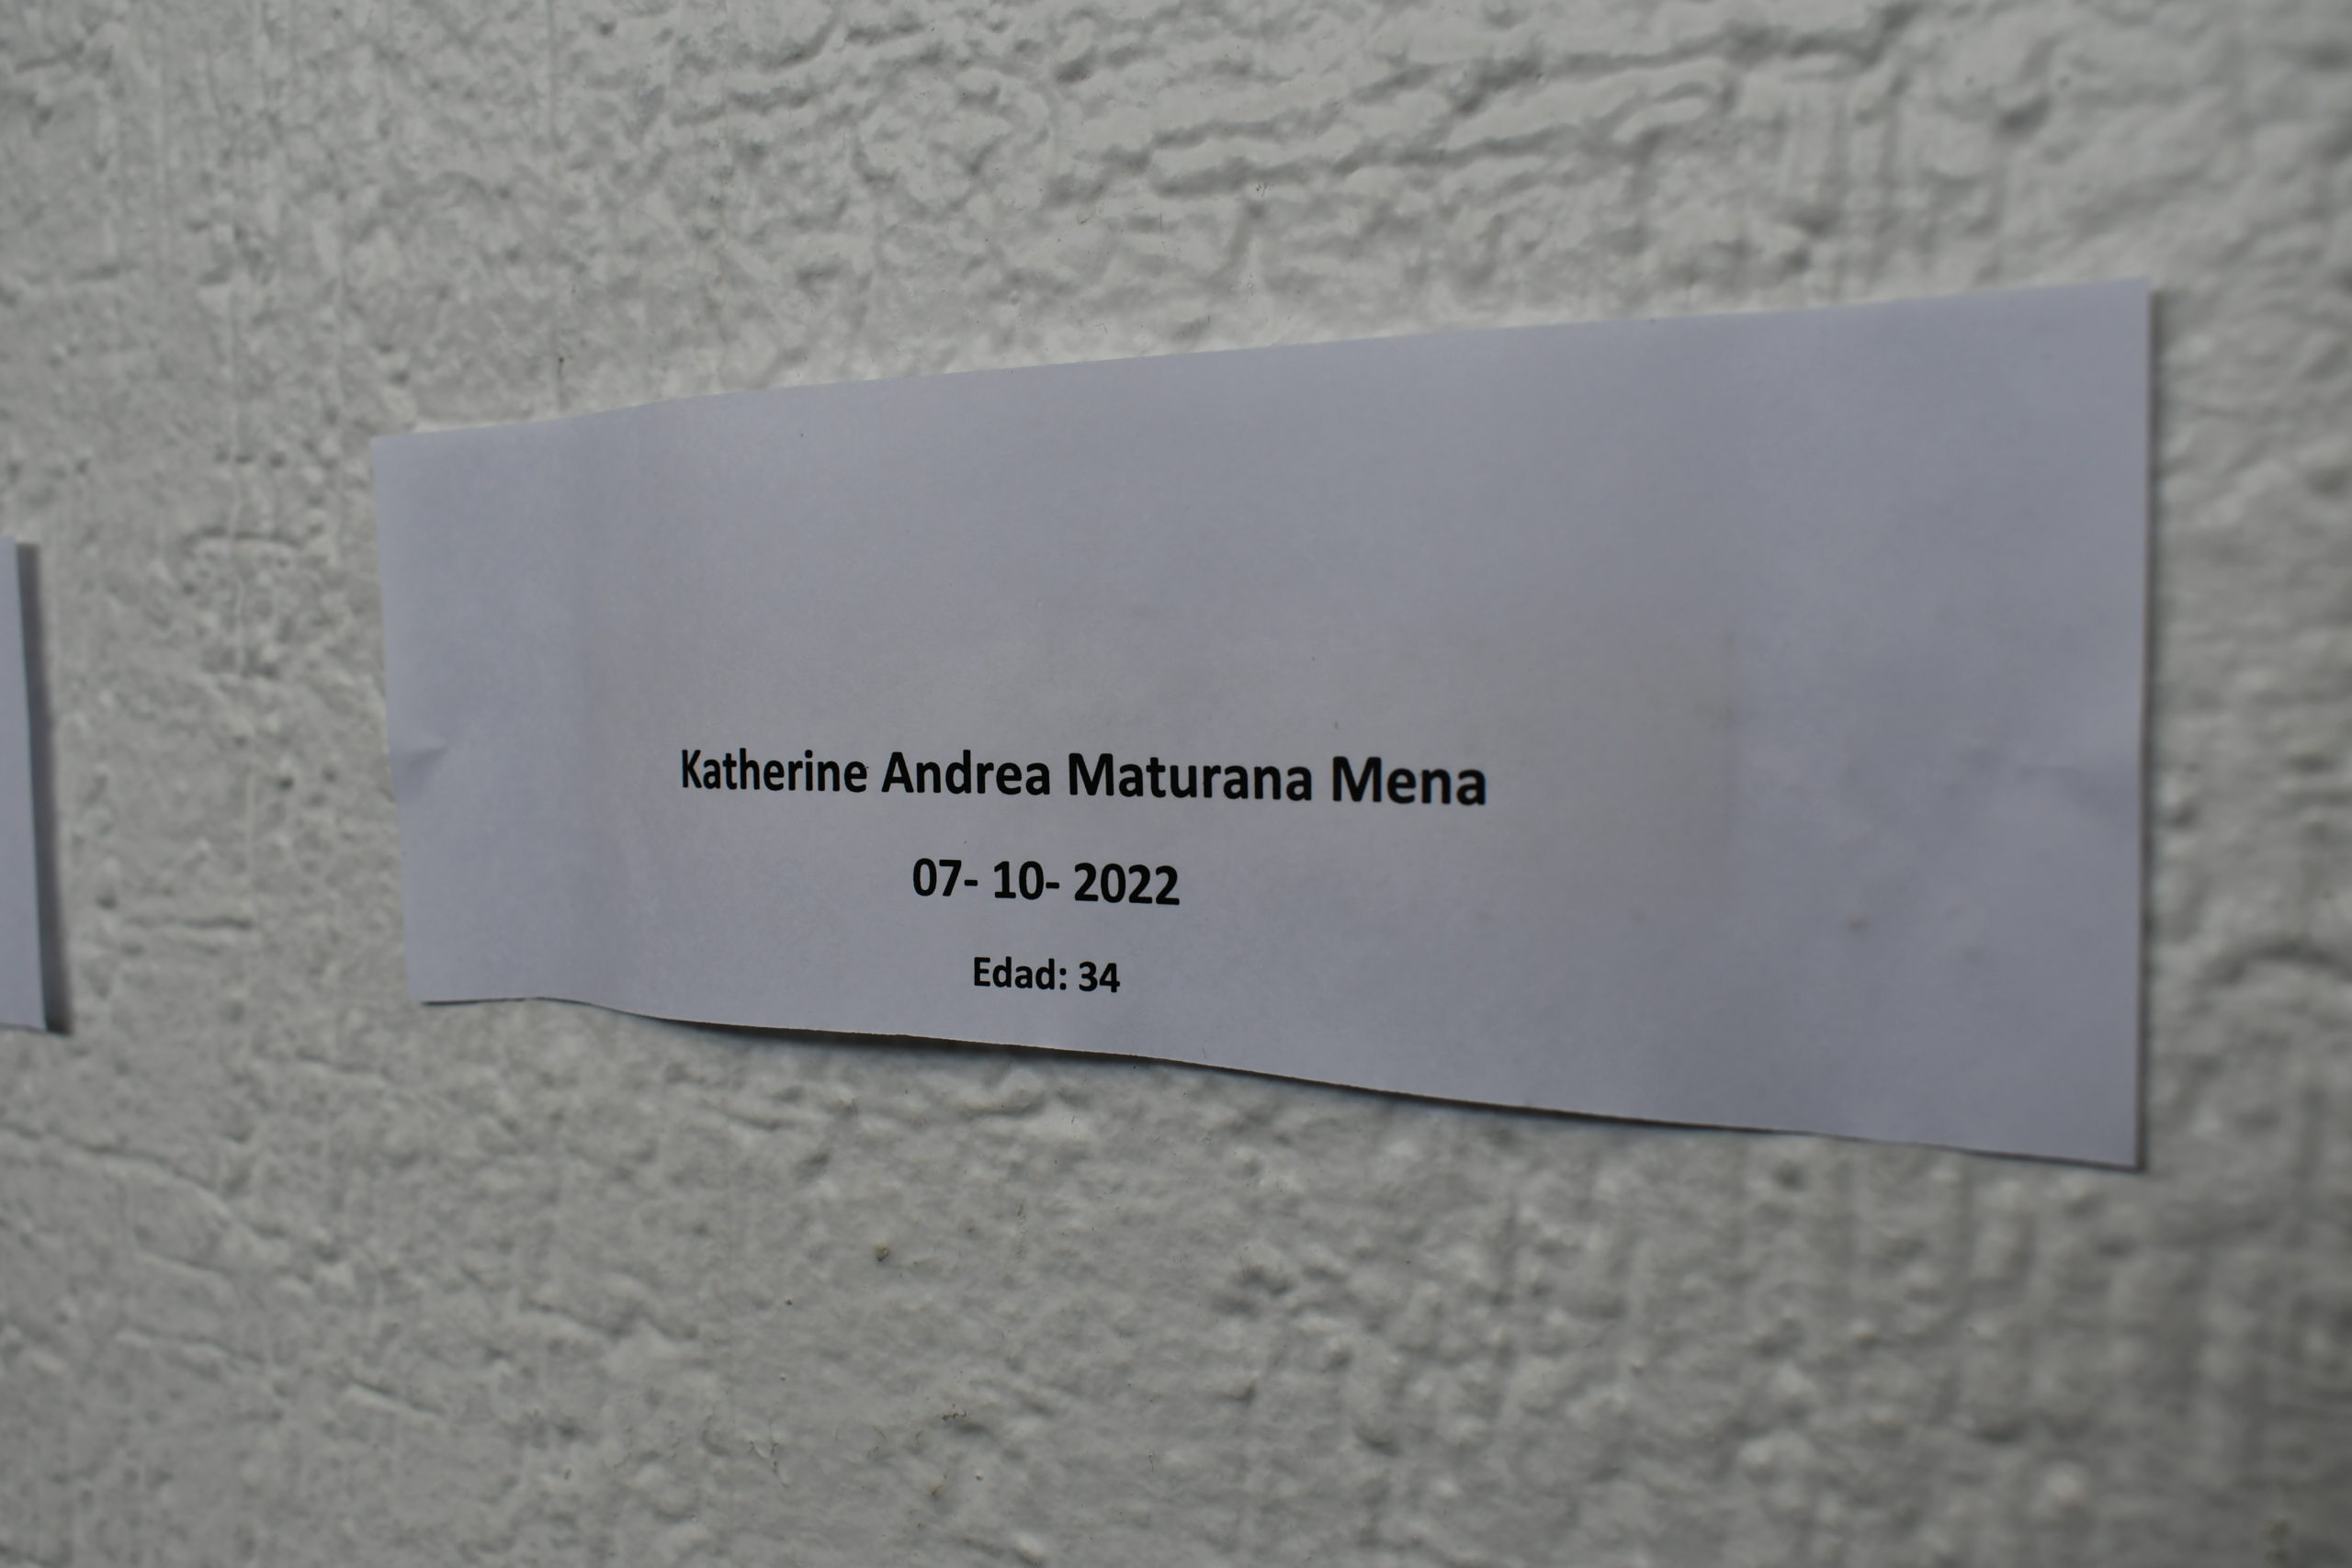 Katherine Andrea Maturana Mena
07- 10- 2022
Edad: 34